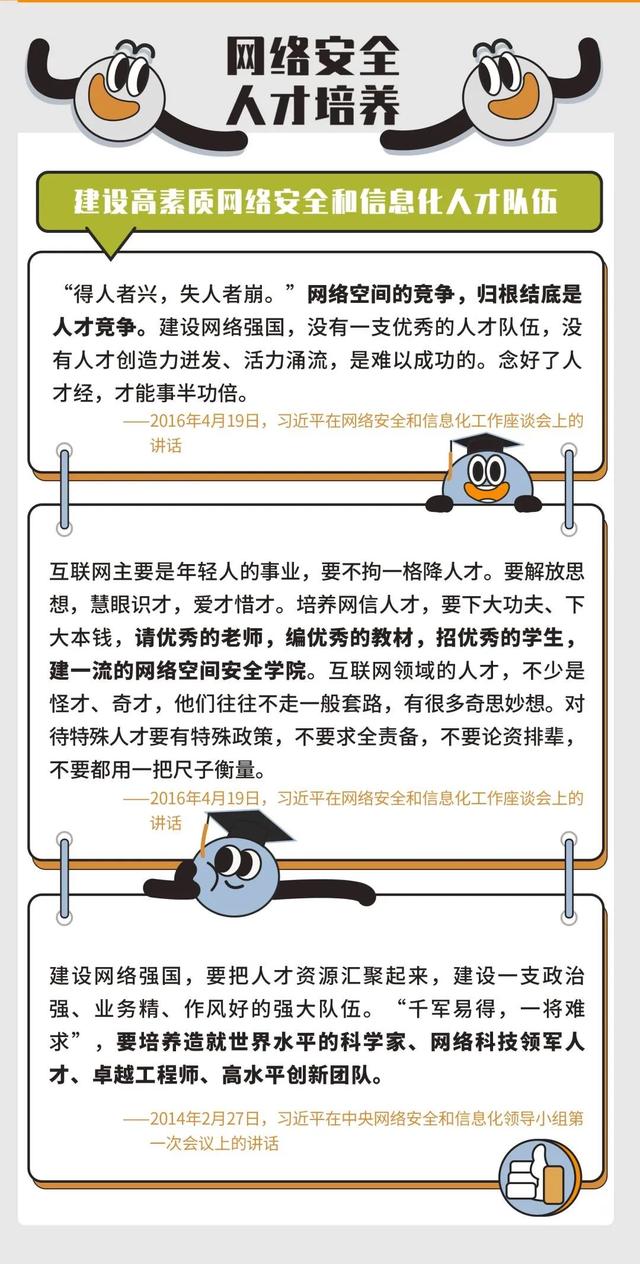 网络安全
人才培养
建设高素质网络安全和信息化人才队伍
“得人者兴，失人者崩。”网络空间的竞争，归根结底是
人才竞争。建设网络强国，没有一支优秀的人才队伍，没
有人才创造力迸发、活力涌流，是难以成功的。念好了人
才经，才能事半功倍。
——2016年4月19日，习近平在网络安全和信息化工作座谈会上的
讲话
互联网主要是年轻人的事业，要不拘一格降人才。要解放思
想，慧眼识才，爱才惜才。培养网信人才，要下大功夫、下
大本钱，请优秀的老师，编优秀的教材，招优秀的学生，
建一流的网络空间安全学院。互联网领域的人才，不少是
怪才、奇才，他们往往不走一般套路，有很多奇思妙想。对
待特殊人才要有特殊政策，不要求全责备，不要论资排辈，
不要都用一把尺子衡量。
——2016年4月19日，习近平在网络安全和信息化工作座谈会上的
讲话
建设网络强国，要把人才资源汇聚起来，建设一支政治
强、业务精、作风好的强大队伍。“千军易得，一将难
求”，要培养造就世界水平的科学家、网络科技领军人
才、卓越工程师、高水平创新团队。
——2014年2月27日，习近平在中央网络安全和信息化领导小组第
一次会议上的讲话